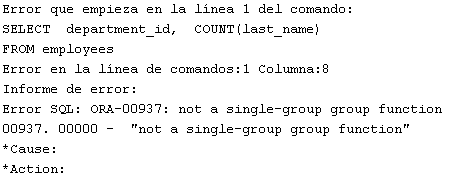 Error que empieza en la línea 1 del comando:
SELECT  department_id,  COUNT(last_name)
FROM employees
Error en la línea de comandos:1 Columna:8
Informe de error:
Error SQL: ORA-00937: not a single-group group function
00937. 00000 -  "not a single-group group function"
*Cause:
*Action: